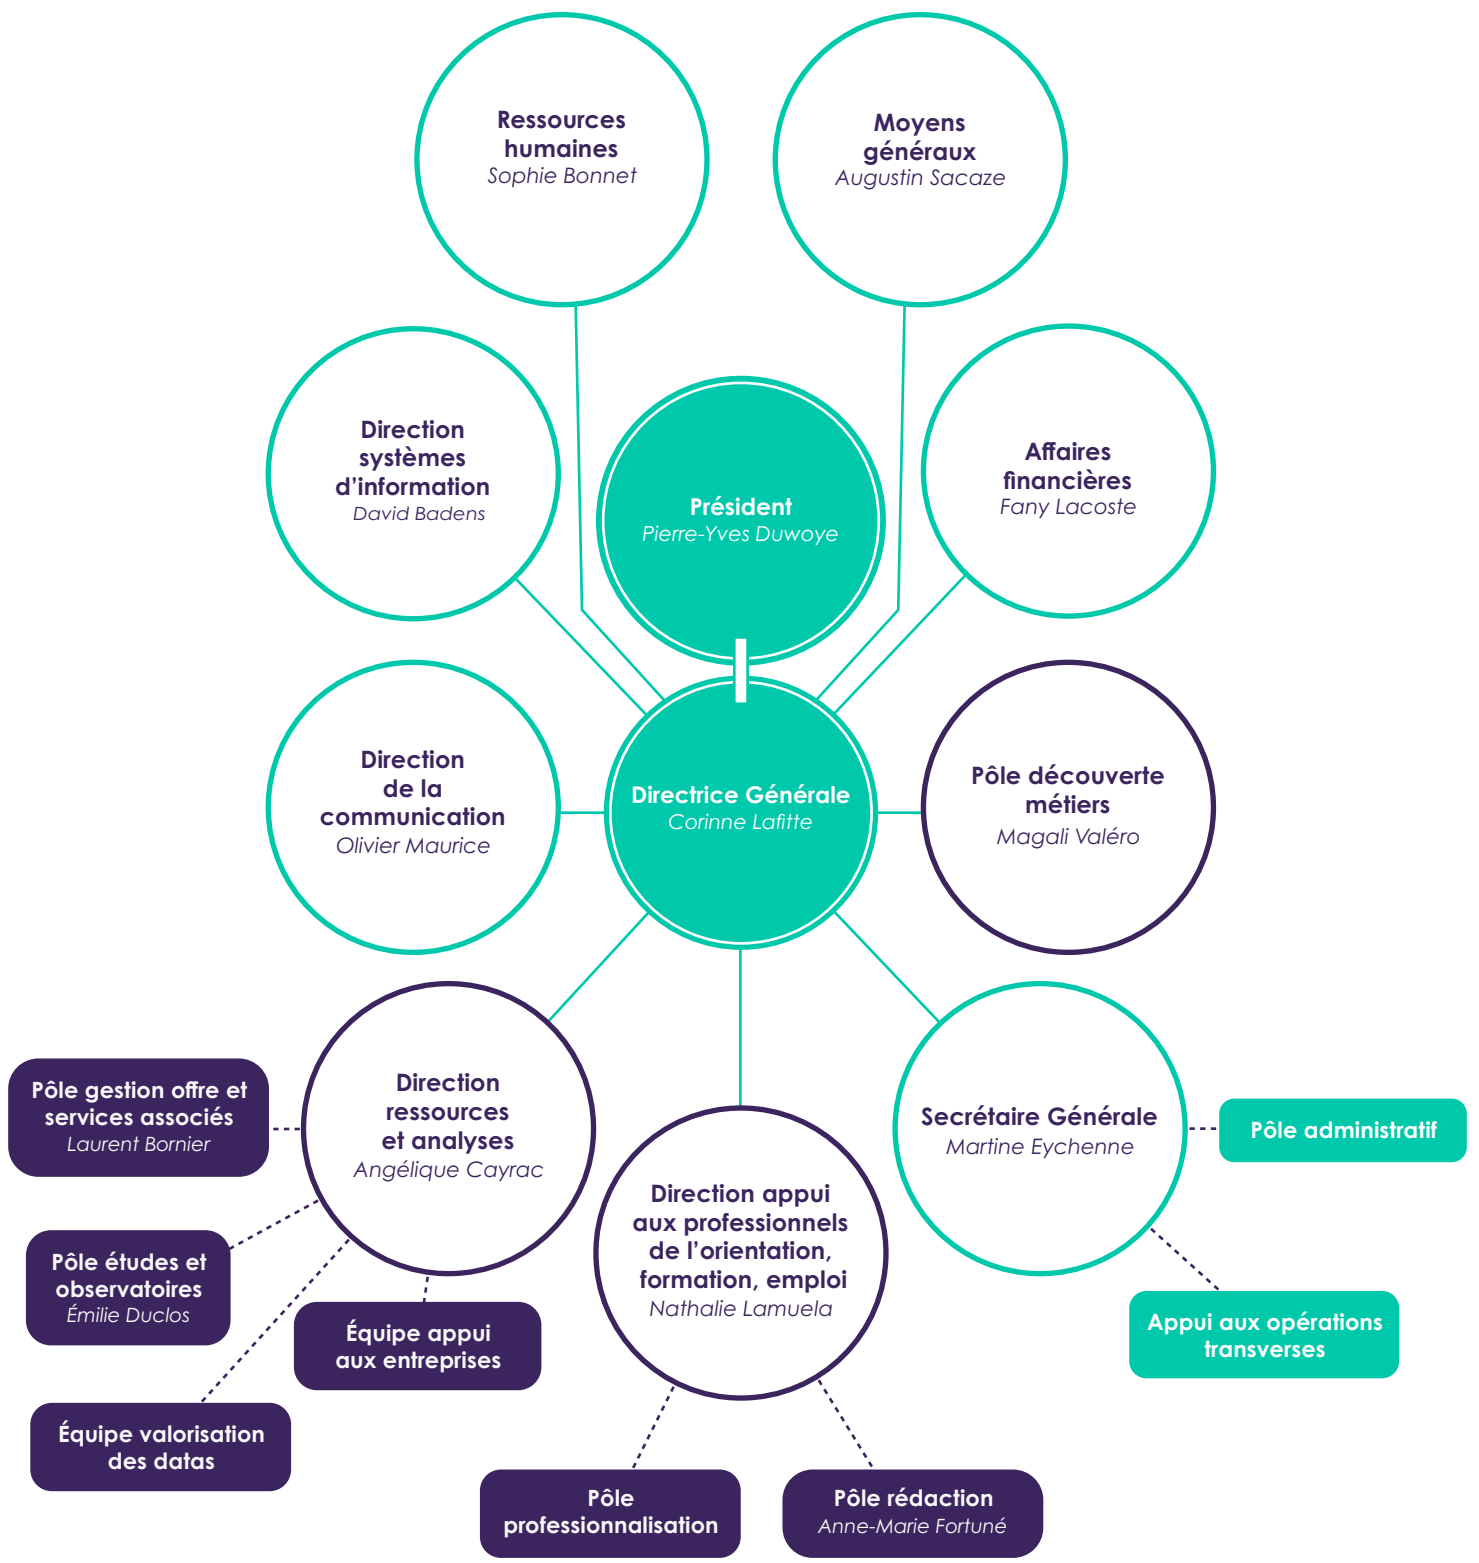 Ressources
humaines
Sophie Bonnet
Moyens
généraux
Augustin Sacaze
Direction
systèmes
d’information
David Badens
Président
Pierre-Yves Duwoye
Affaires
financières
Fany Lacoste
Direction
de la
communication
Olivier Maurice
Directrice Générale
Corinne Lafitte
Pôle découverte
métiers
Magali Valéro
Direction
ressources
et analyses
Angélique Cayrac
Secrétaire Générale
Martine Eychenne
Pôle administratif
Pôle gestion offre et
services associés
Laurent Bornier
Direction appui
aux professionnels
de l’orientation,
formation, emploi
Nathalie Lamuela
Pôle études et
observatoires
Émilie Duclos
Équipe appui
aux entreprises
Appui aux opérations
transverses
Équipe valorisation
des datas
Pôle
professionnalisation
Pôle rédaction
Anne-Marie Fortuné